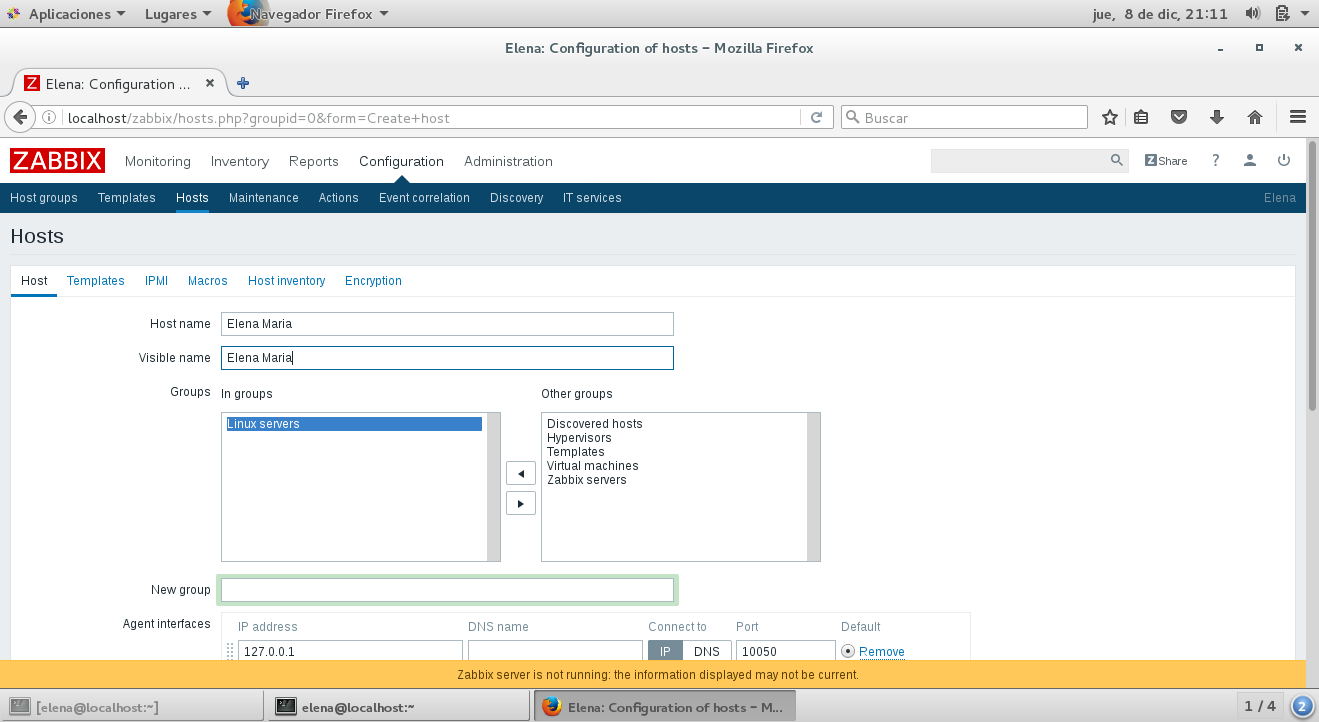 Aplicaciones Lugares Navegador Firefox jue, 8 de dic, 21:11
Elena: Configuration of hosts – Mozilla Firefox
Z Elena: Configuration ...
localhost/zabbix/hosts.php?groupid=0&form=Create+host Buscar
ZABBIX Monitoring Inventory Reports Configuration Administration Z Share ?
Host groups Templates Hosts Maintenance Actions Event correlation Discovery IT services Elena
Hosts
Host Templates IPMI Macros Host inventory Encryption
Host name Elena Maria
Visible name Elena Maria
Groups In groups Other groups
Linux servers Discovered hosts
Hypervisors
Templates
Virtual machines
Zabbix servers
New group
Agent interfaces IP address DNS name Connect to Port Default
127.0.0.1 IP DNS 10050 Remove
Zabbix server is not running: the information displayed may not be current.
[elena@localhost:~] elena@localhost:~ Elena: Configuration of hosts – M... 1 / 4 2